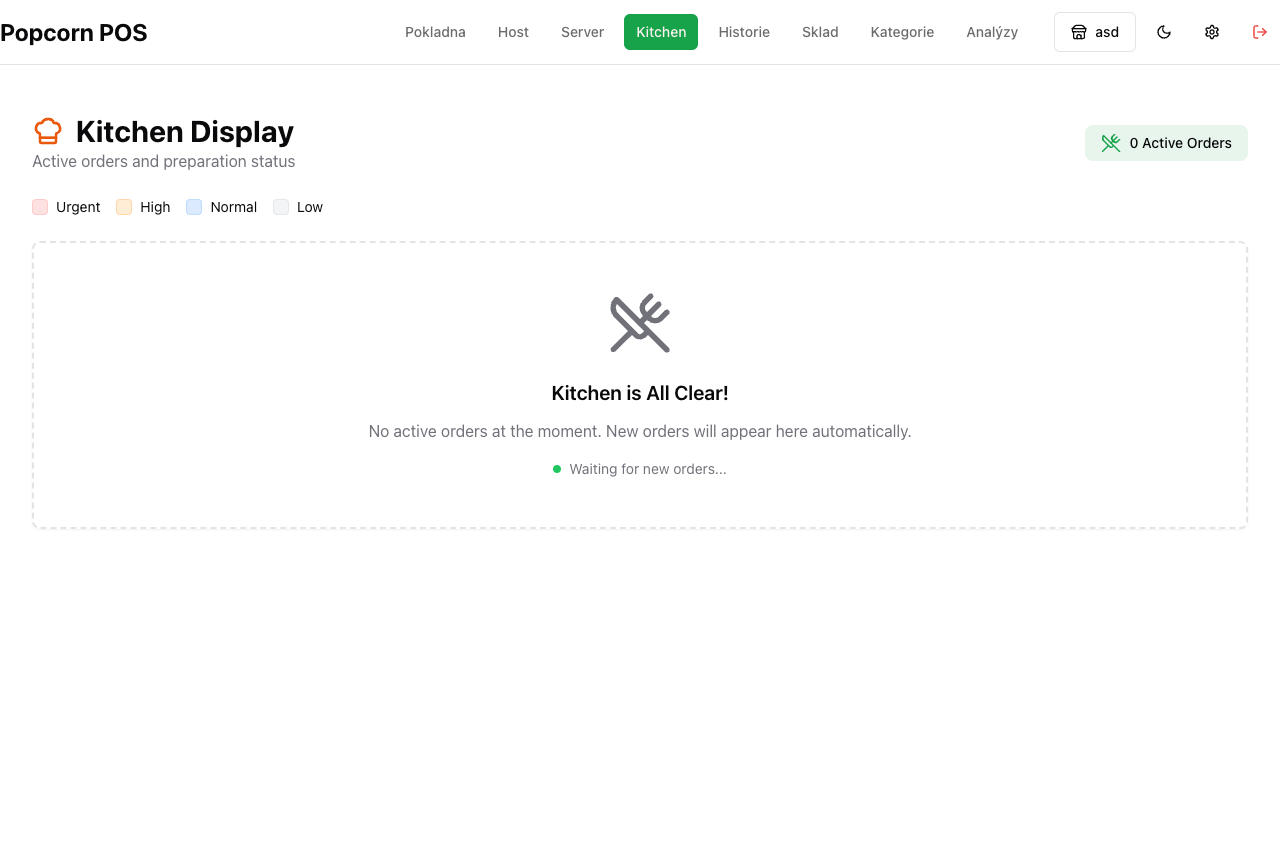 Popcorn POS
Pokladna
Host
Server
Kitchen
Historie
Sklad
Kategorie
Analýzy
asd
Kitchen Display
Active orders and preparation status
0 Active Orders
Urgent
High
Normal
Low
Kitchen is All Clear!
No active orders at the moment. New orders will appear here automatically.
Waiting for new orders...